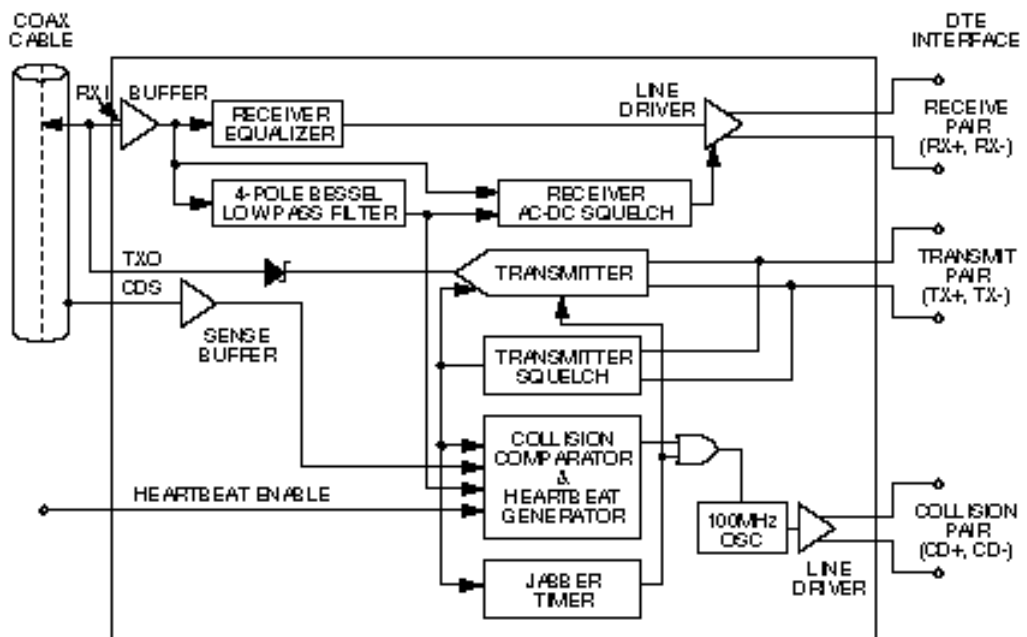 COAX
CABLE
DTE
INTERFACE
RXI
BUFFER
RECEIVER
EQUALIZER
LINE
DRIVER
RECEIVE
PAIR
(RX+, RX-)
4-POLE BESSEL
LOW PASS FILTER
RECEIVER
AC-DC SQUELCH
TXO
TRANSMITTER
TRANSMIT
PAIR
(TX+, TX-)
CDS
SENSE
BUFFER
TRANSMITTER
SQUELCH
COLLISION
COMPARATOR
&
HEARTBEAT
GENERATOR
HEARTBEAT ENABLE
100MHz
OSC
COLLISION
PAIR
(CD+, CD-)
LINE
DRIVER
JABBER
TIMER